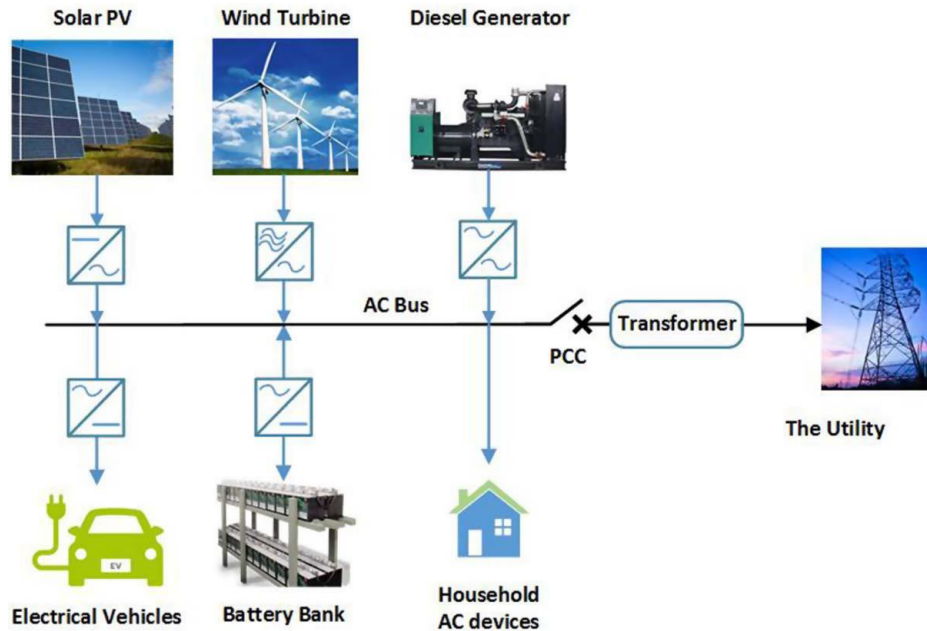 Solar PV
Wind Turbine
Diesel Generator
AC Bus
PCC
Transformer
The Utility
EV
Electrical Vehicles
Battery Bank
Household
AC devices